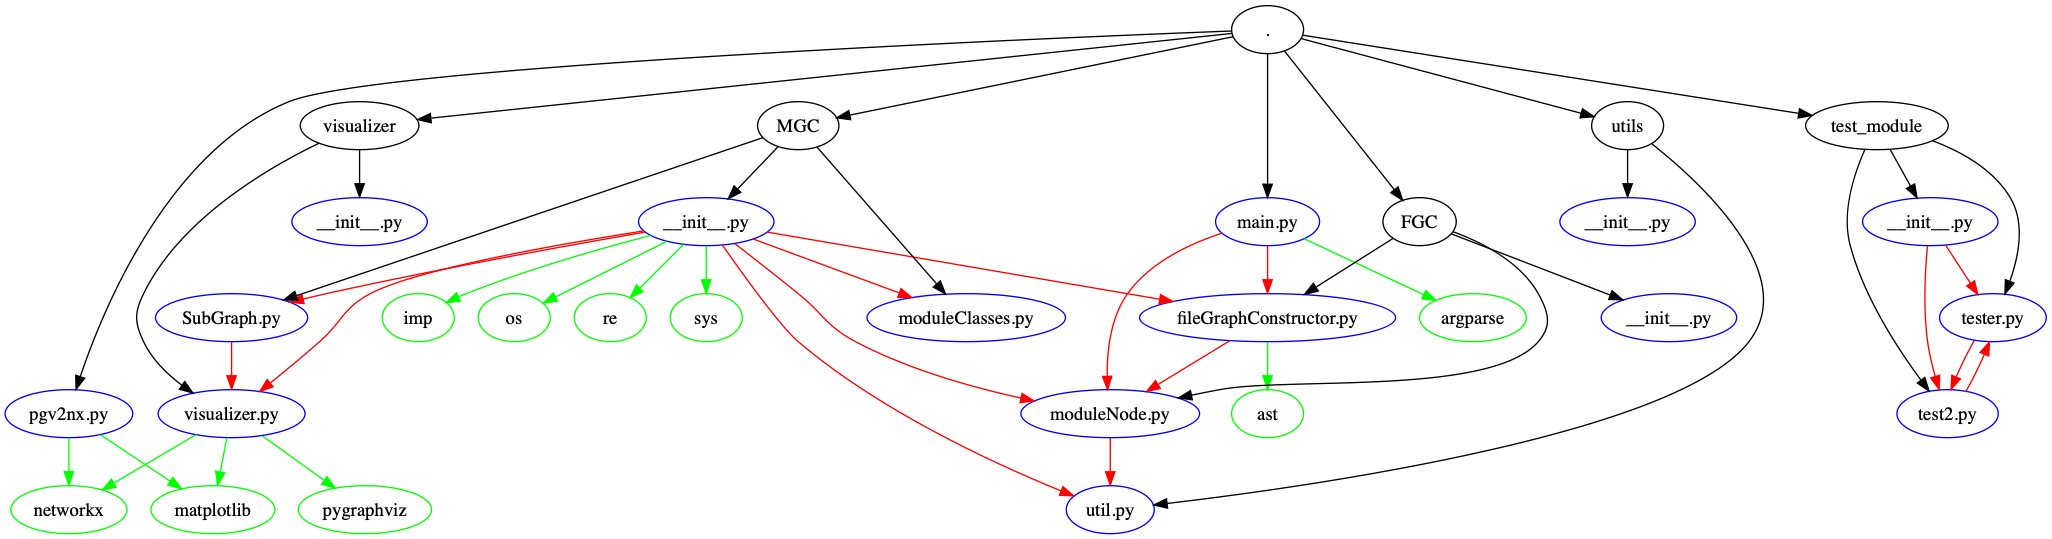 .
visualizer
MGC
utils
test_module
__init__.py
__init__.py
main.py
FGC
__init__.py
__init__.py
SubGraph.py
imp
os
re
sys
moduleClasses.py
fileGraphConstructor.py
argparse
__init__.py
tester.py
pgv2nx.py
visualizer.py
moduleNode.py
ast
test2.py
networkx
matplotlib
pygraphviz
util.py